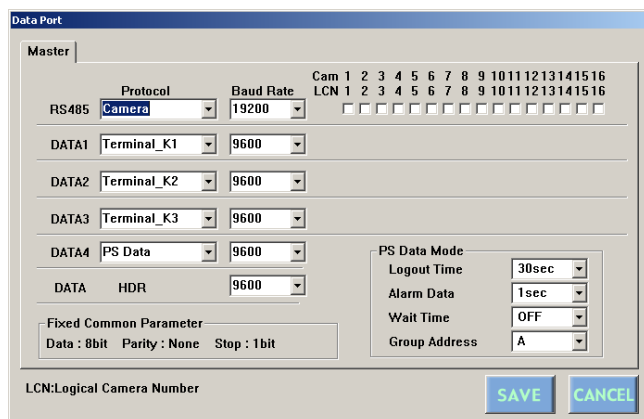 Data Port
Master
Cam 1 2 3 4 5 6 7 8 9 10 11 12 13 14 15 16
Protocol Baud Rate LCN 1 2 3 4 5 6 7 8 9 10 11 12 13 14 15 16
RS485 Camera 19200
DATA1 Terminal_K1 9600
DATA2 Terminal_K2 9600
DATA3 Terminal_K3 9600
DATA4 PS Data 9600
DATA HDR 9600
PS Data Mode
Logout Time 30sec
Alarm Data 1sec
Wait Time OFF
Group Address A
Fixed Common Parameter
Data : 8bit Parity : None Stop : 1bit
LCN:Logical Camera Number
SAVE CANCEL